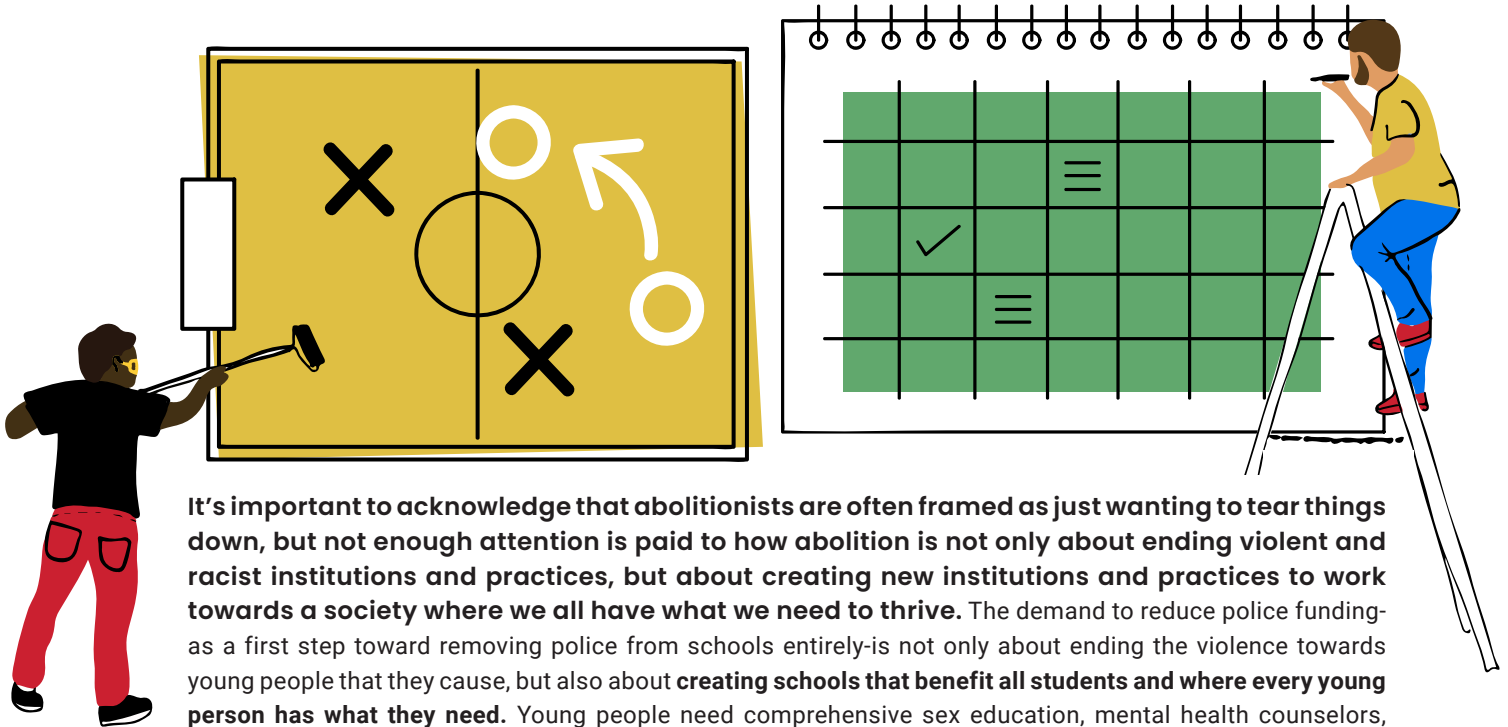 It's important to acknowledge that abolitionists are often framed as just wanting to tear things
down, but not enough attention is paid to how abolition is not only about ending violent and
racist institutions and practices, but about creating new institutions and practices to work
towards a society where we all have what we need to thrive. The demand to reduce police funding-
as a first step toward removing police from schools entirely-is not only about ending the violence towards
young people that they cause, but also about creating schools that benefit all students and where every young
person has what they need. Young people need comprehensive sex education, mental health counselors,